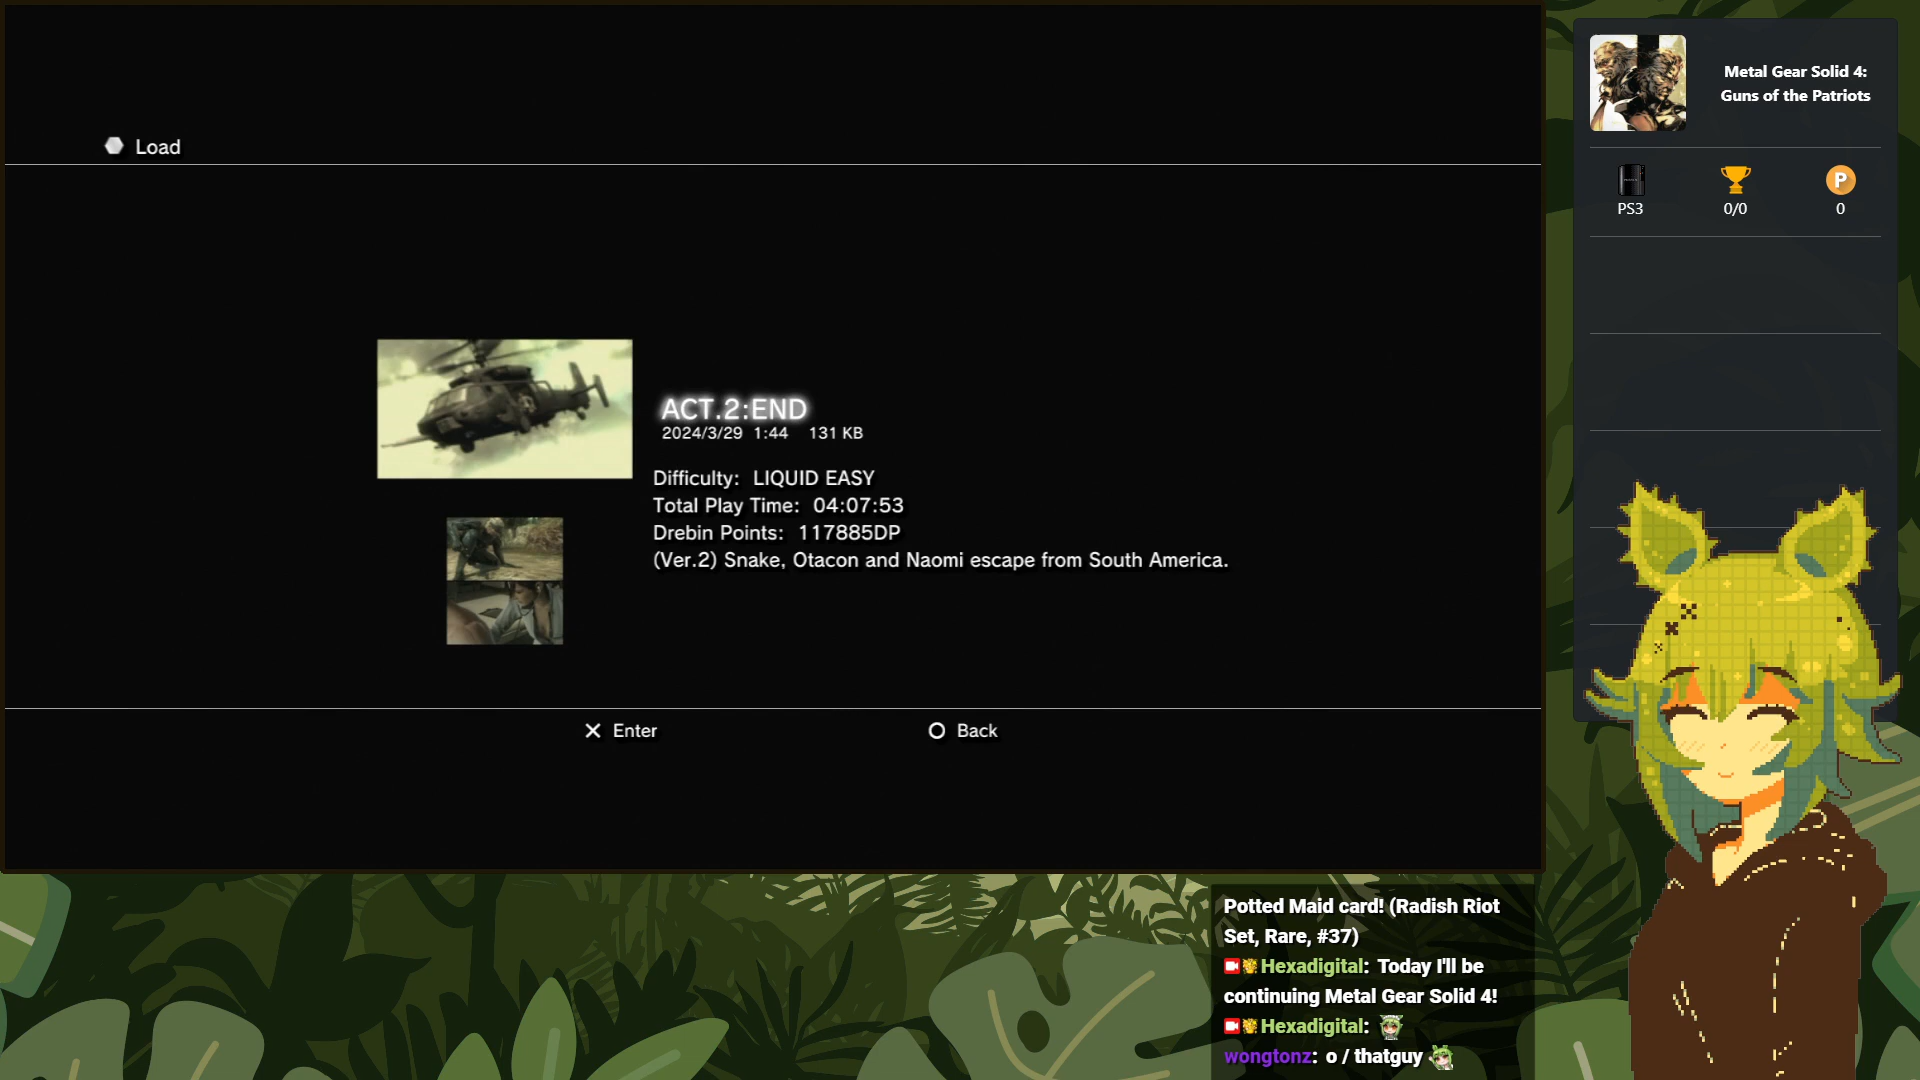 Load
ACT.2:END
2024/3/29 1:44 131 KB
Difficulty: LIQUID EASY
Total Play Time: 04:07:53
Drebin Points: 117885DP
(Ver.2) Snake, Otacon and Naomi escape from South America.
Enter
Back
Metal Gear Solid 4:
Guns of the Patriots
P
PS3
0/0
0
Potted Maid card! (Radish Riot
Set, Rare, #37)
Hexadigital: Today I'll be
continuing Metal Gear Solid 4!
Hexadigital:
wongtonz: o / thatguy